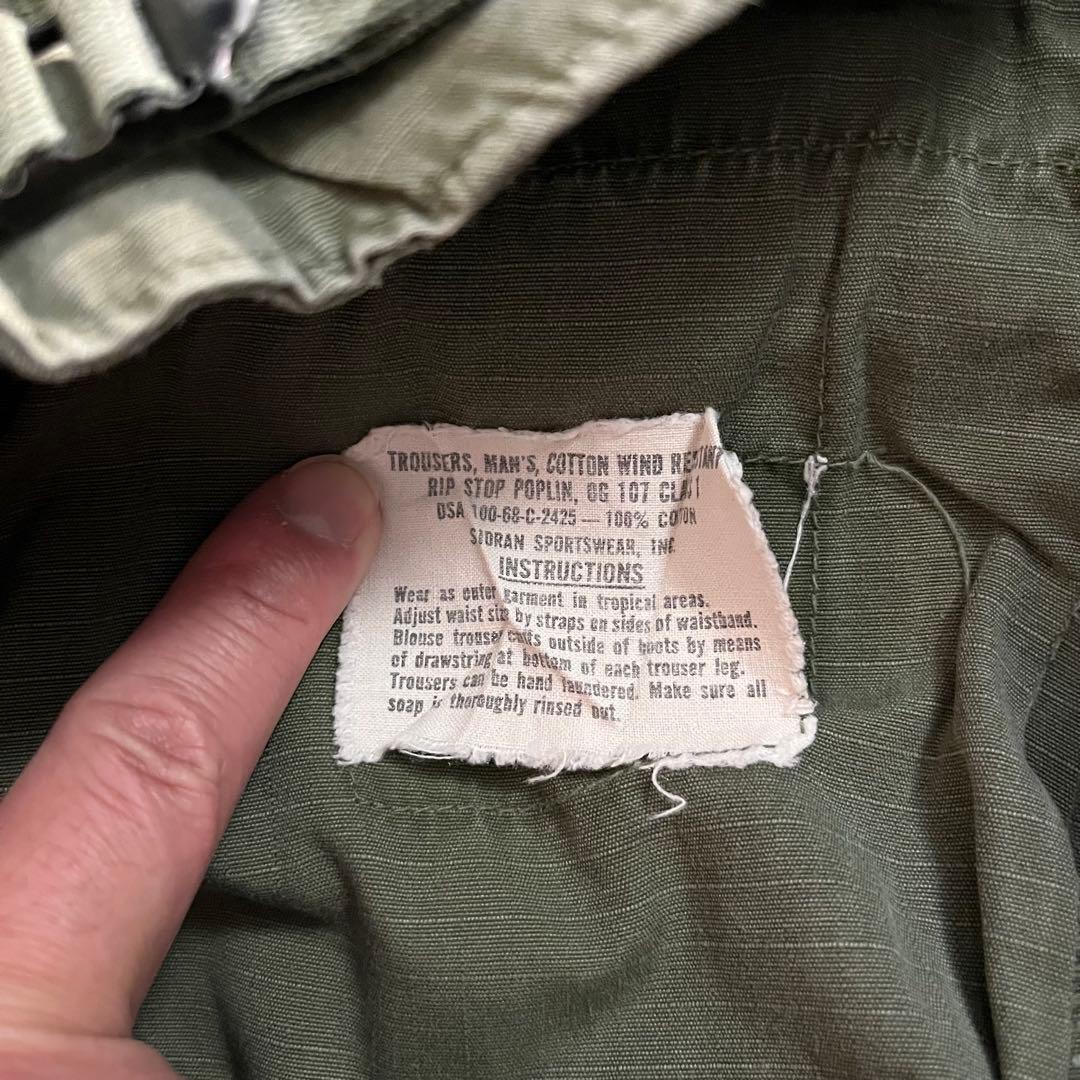 TROUSERS, MAN'S, COTTON WIND RESISTANT
RIP STOP POPLIN, OG 107 CLASS 1
DSA 100-68-C-2425 — 100% COTTON
SPORTSWEAR, INC.
INSTRUCTIONS
Wear as outer garment in tropical areas.
Adjust waist size by straps on sides of waistband.
Blouse trouser cuffs outside of boots by means
of drawstring at bottom of each trouser leg.
Trousers can be hand laundered. Make sure all
soap is thoroughly rinsed out.